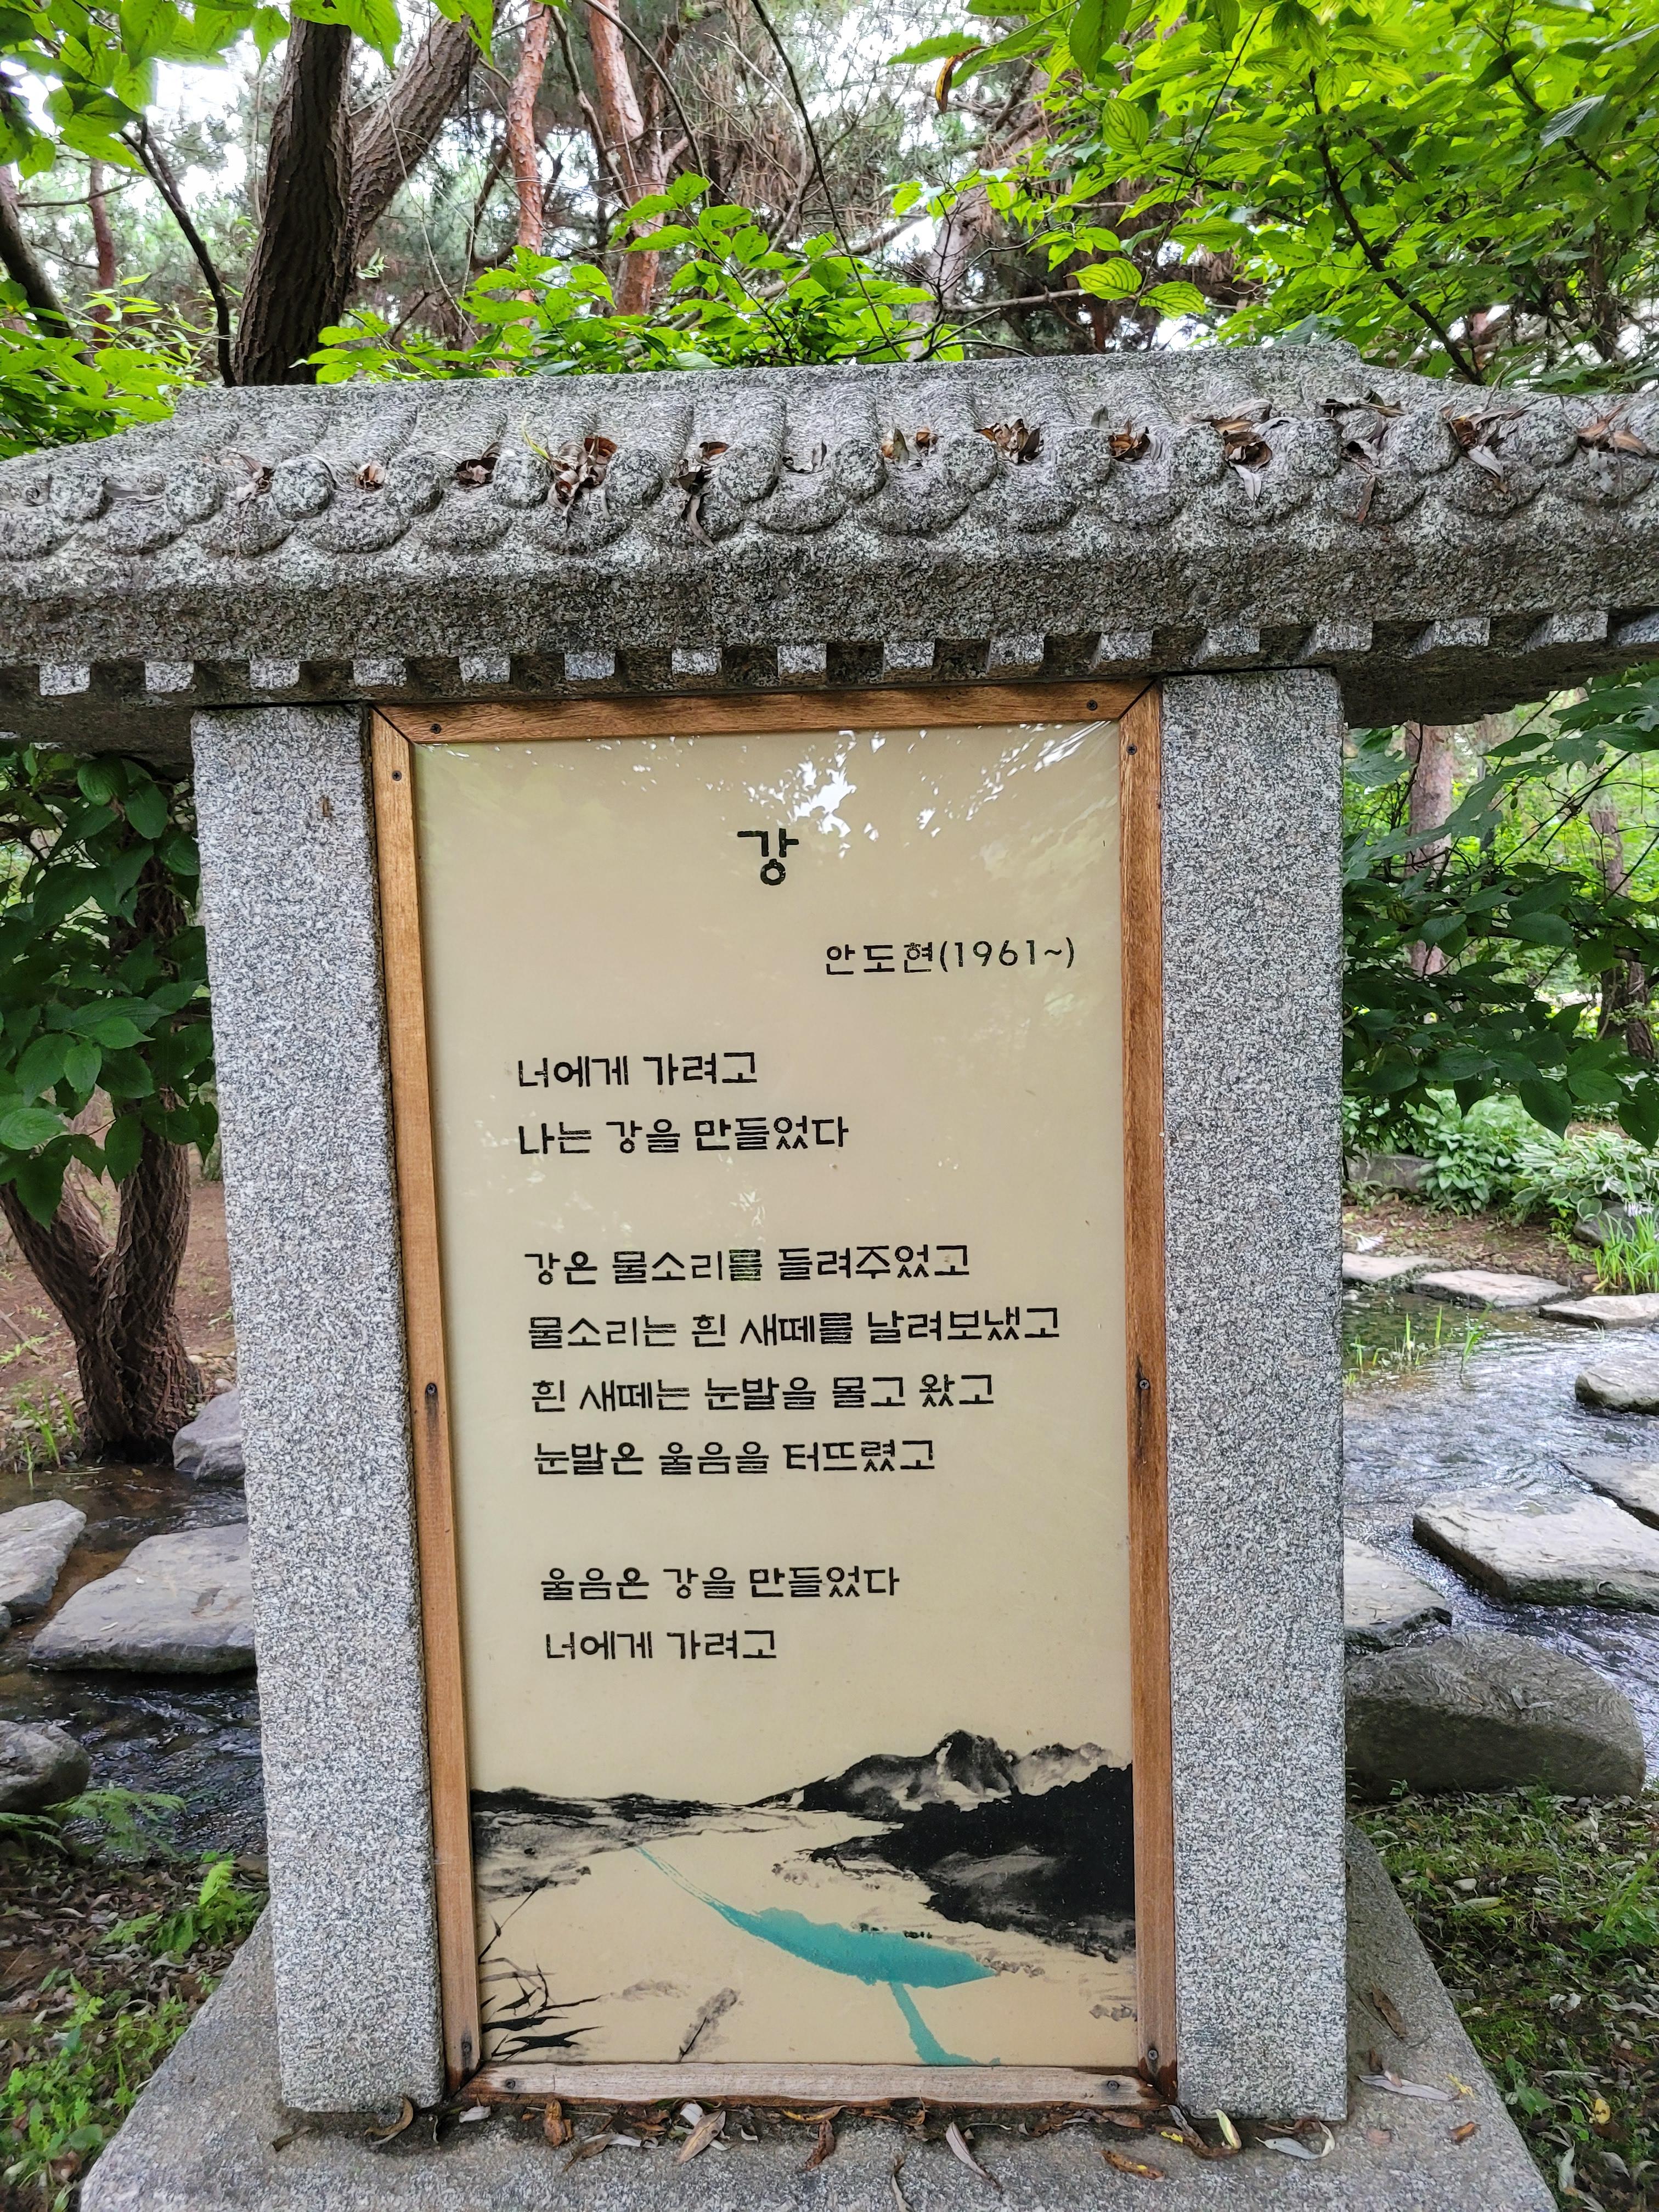 강
안도현(1961~)
너에게 가려고
나는 강을 만들었다
강은 물소리를 들려주었고
물소리는 흰 새떼를 날려보냈고
흰 새떼는 눈발을 몰고 왔고
눈발은 울음을 터뜨렸고
울음은 강을 만들었다
너에게 가려고